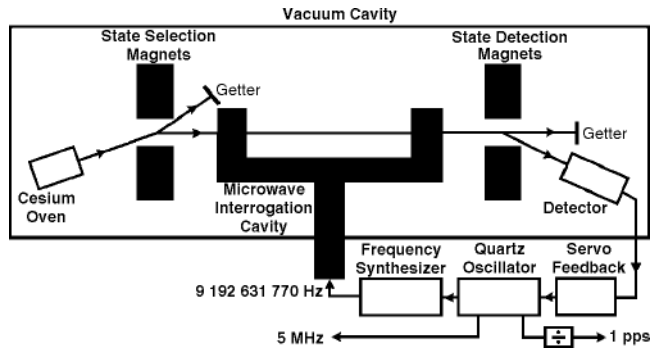 Vacuum Cavity
State Selection
Magnets
State Detection
Magnets
Getter
Getter
Cesium
Oven
Microwave
Interrogation
Cavity
Detector
Frequency
Synthesizer
Quartz
Oscillator
Servo
Feedback
9 192 631 770 Hz
5 MHz
÷
1 pps